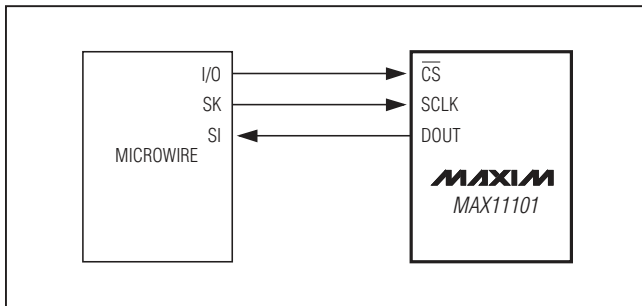 I/O
CS
SK
SCLK
SI
DOUT
MICROWIRE
MAXIM
MAX11101